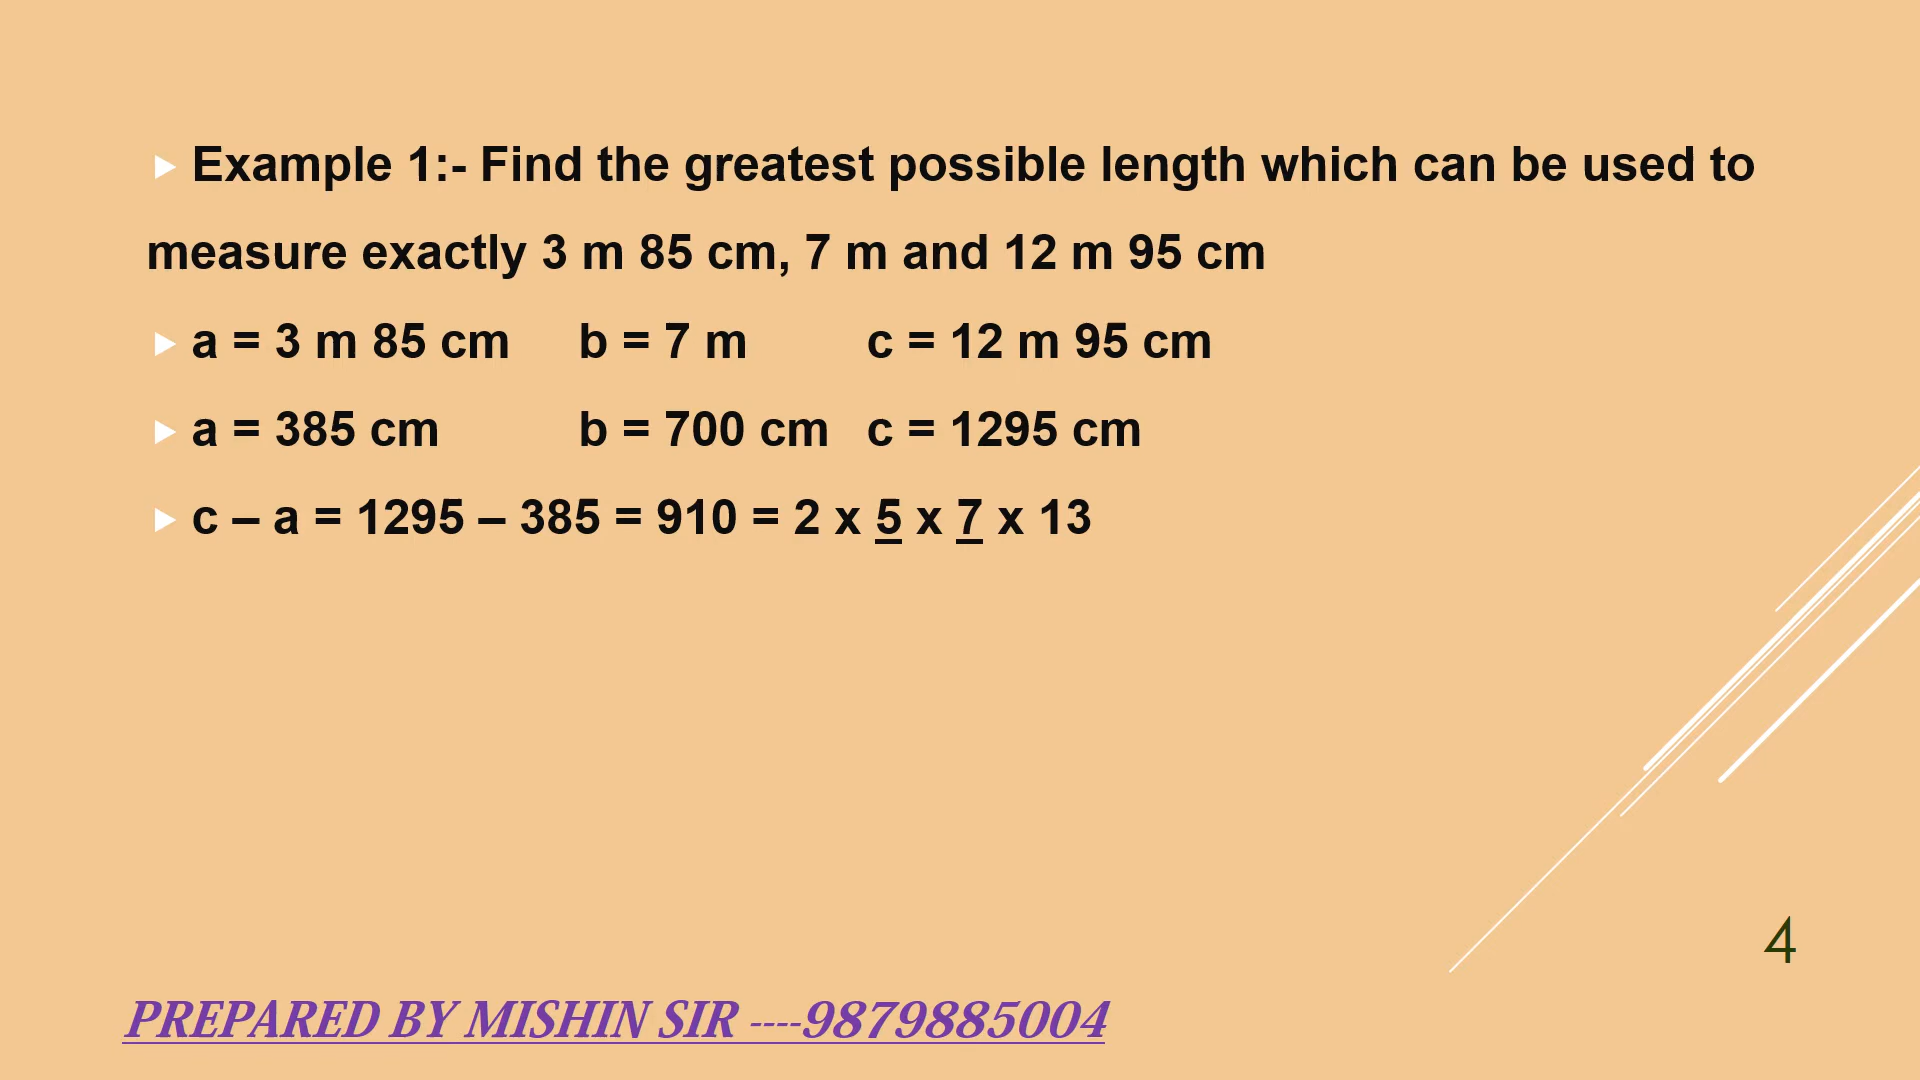 Example 1:- Find the greatest possible length which can be used to
measure exactly 3 m 85 cm, 7 m and 12 m 95 cm
a = 3 m 85 cm b = 7 m c = 12 m 95 cm
a = 385 cm b = 700 cm c = 1295 cm
c – a = 1295 – 385 = 910 = 2 x 5 x 7 x 13
4
PREPARED BY MISHIN SIR ----9879885004